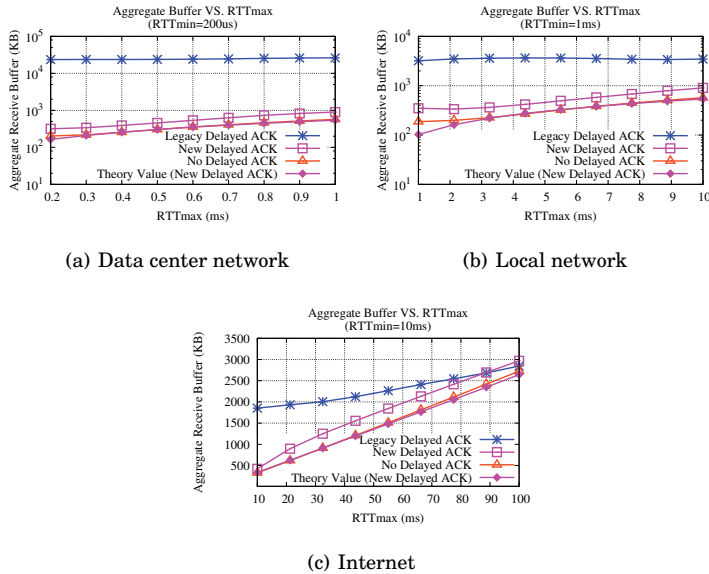 Aggregate Buffer VS. RTTmax
(RTTmin=200us)
Aggregate Receive Buffer (KB)
10^5
10^4
10^3
10^2
10^1
Legacy Delayed ACK
New Delayed ACK
No Delayed ACK
Theory Value (New Delayed ACK)
0.2 0.3 0.4 0.5 0.6 0.7 0.8 0.9 1
RTTmax (ms)
(a) Data center network
Aggregate Buffer VS. RTTmax
(RTTmin=1ms)
Aggregate Receive Buffer (KB)
10^4
10^3
10^2
10^1
Legacy Delayed ACK
New Delayed ACK
No Delayed ACK
Theory Value (New Delayed ACK)
1 2 3 4 5 6 7 8 9 10
RTTmax (ms)
(b) Local network
Aggregate Buffer VS. RTTmax
(RTTmin=10ms)
Aggregate Receive Buffer (KB)
3500
3000
2500
2000
1500
1000
500
Legacy Delayed ACK
New Delayed ACK
No Delayed ACK
Theory Value (New Delayed ACK)
10 20 30 40 50 60 70 80 90 100
RTTmax (ms)
(c) Internet